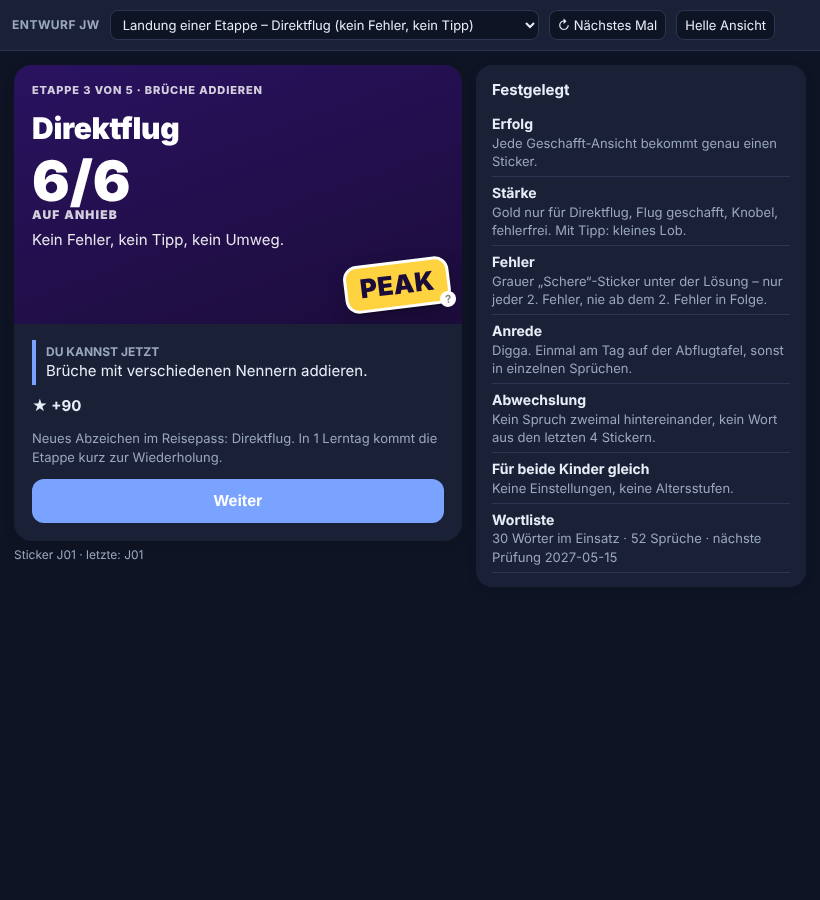 ENTWURF JW
Landung einer Etappe – Direktflug (kein Fehler, kein Tipp)
↻ Nächstes Mal
Helle Ansicht
ETAPPE 3 VON 5 · BRÜCHE ADDIEREN
Direktflug
6/6
AUF ANHIEB
Kein Fehler, kein Tipp, kein Umweg.
PEAK
?
DU KANNST JETZT
Brüche mit verschiedenen Nennern addieren.
★ +90
Neues Abzeichen im Reisepass: Direktflug. In 1 Lerntag kommt die
Etappe kurz zur Wiederholung.
Weiter
Sticker J01 · letzte: J01
Festgelegt
Erfolg
Jede Geschafft-Ansicht bekommt genau einen
Sticker.
Stärke
Gold nur für Direktflug, Flug geschafft, Knobel,
fehlerfrei. Mit Tipp: kleines Lob.
Fehler
Grauer „Schere“-Sticker unter der Lösung – nur
jeder 2. Fehler, nie ab dem 2. Fehler in Folge.
Anrede
Digga. Einmal am Tag auf der Abflugtafel, sonst
in einzelnen Sprüchen.
Abwechslung
Kein Spruch zweimal hintereinander, kein Wort
aus den letzten 4 Stickern.
Für beide Kinder gleich
Keine Einstellungen, keine Altersstufen.
Wortliste
30 Wörter im Einsatz · 52 Sprüche · nächste
Prüfung 2027-05-15